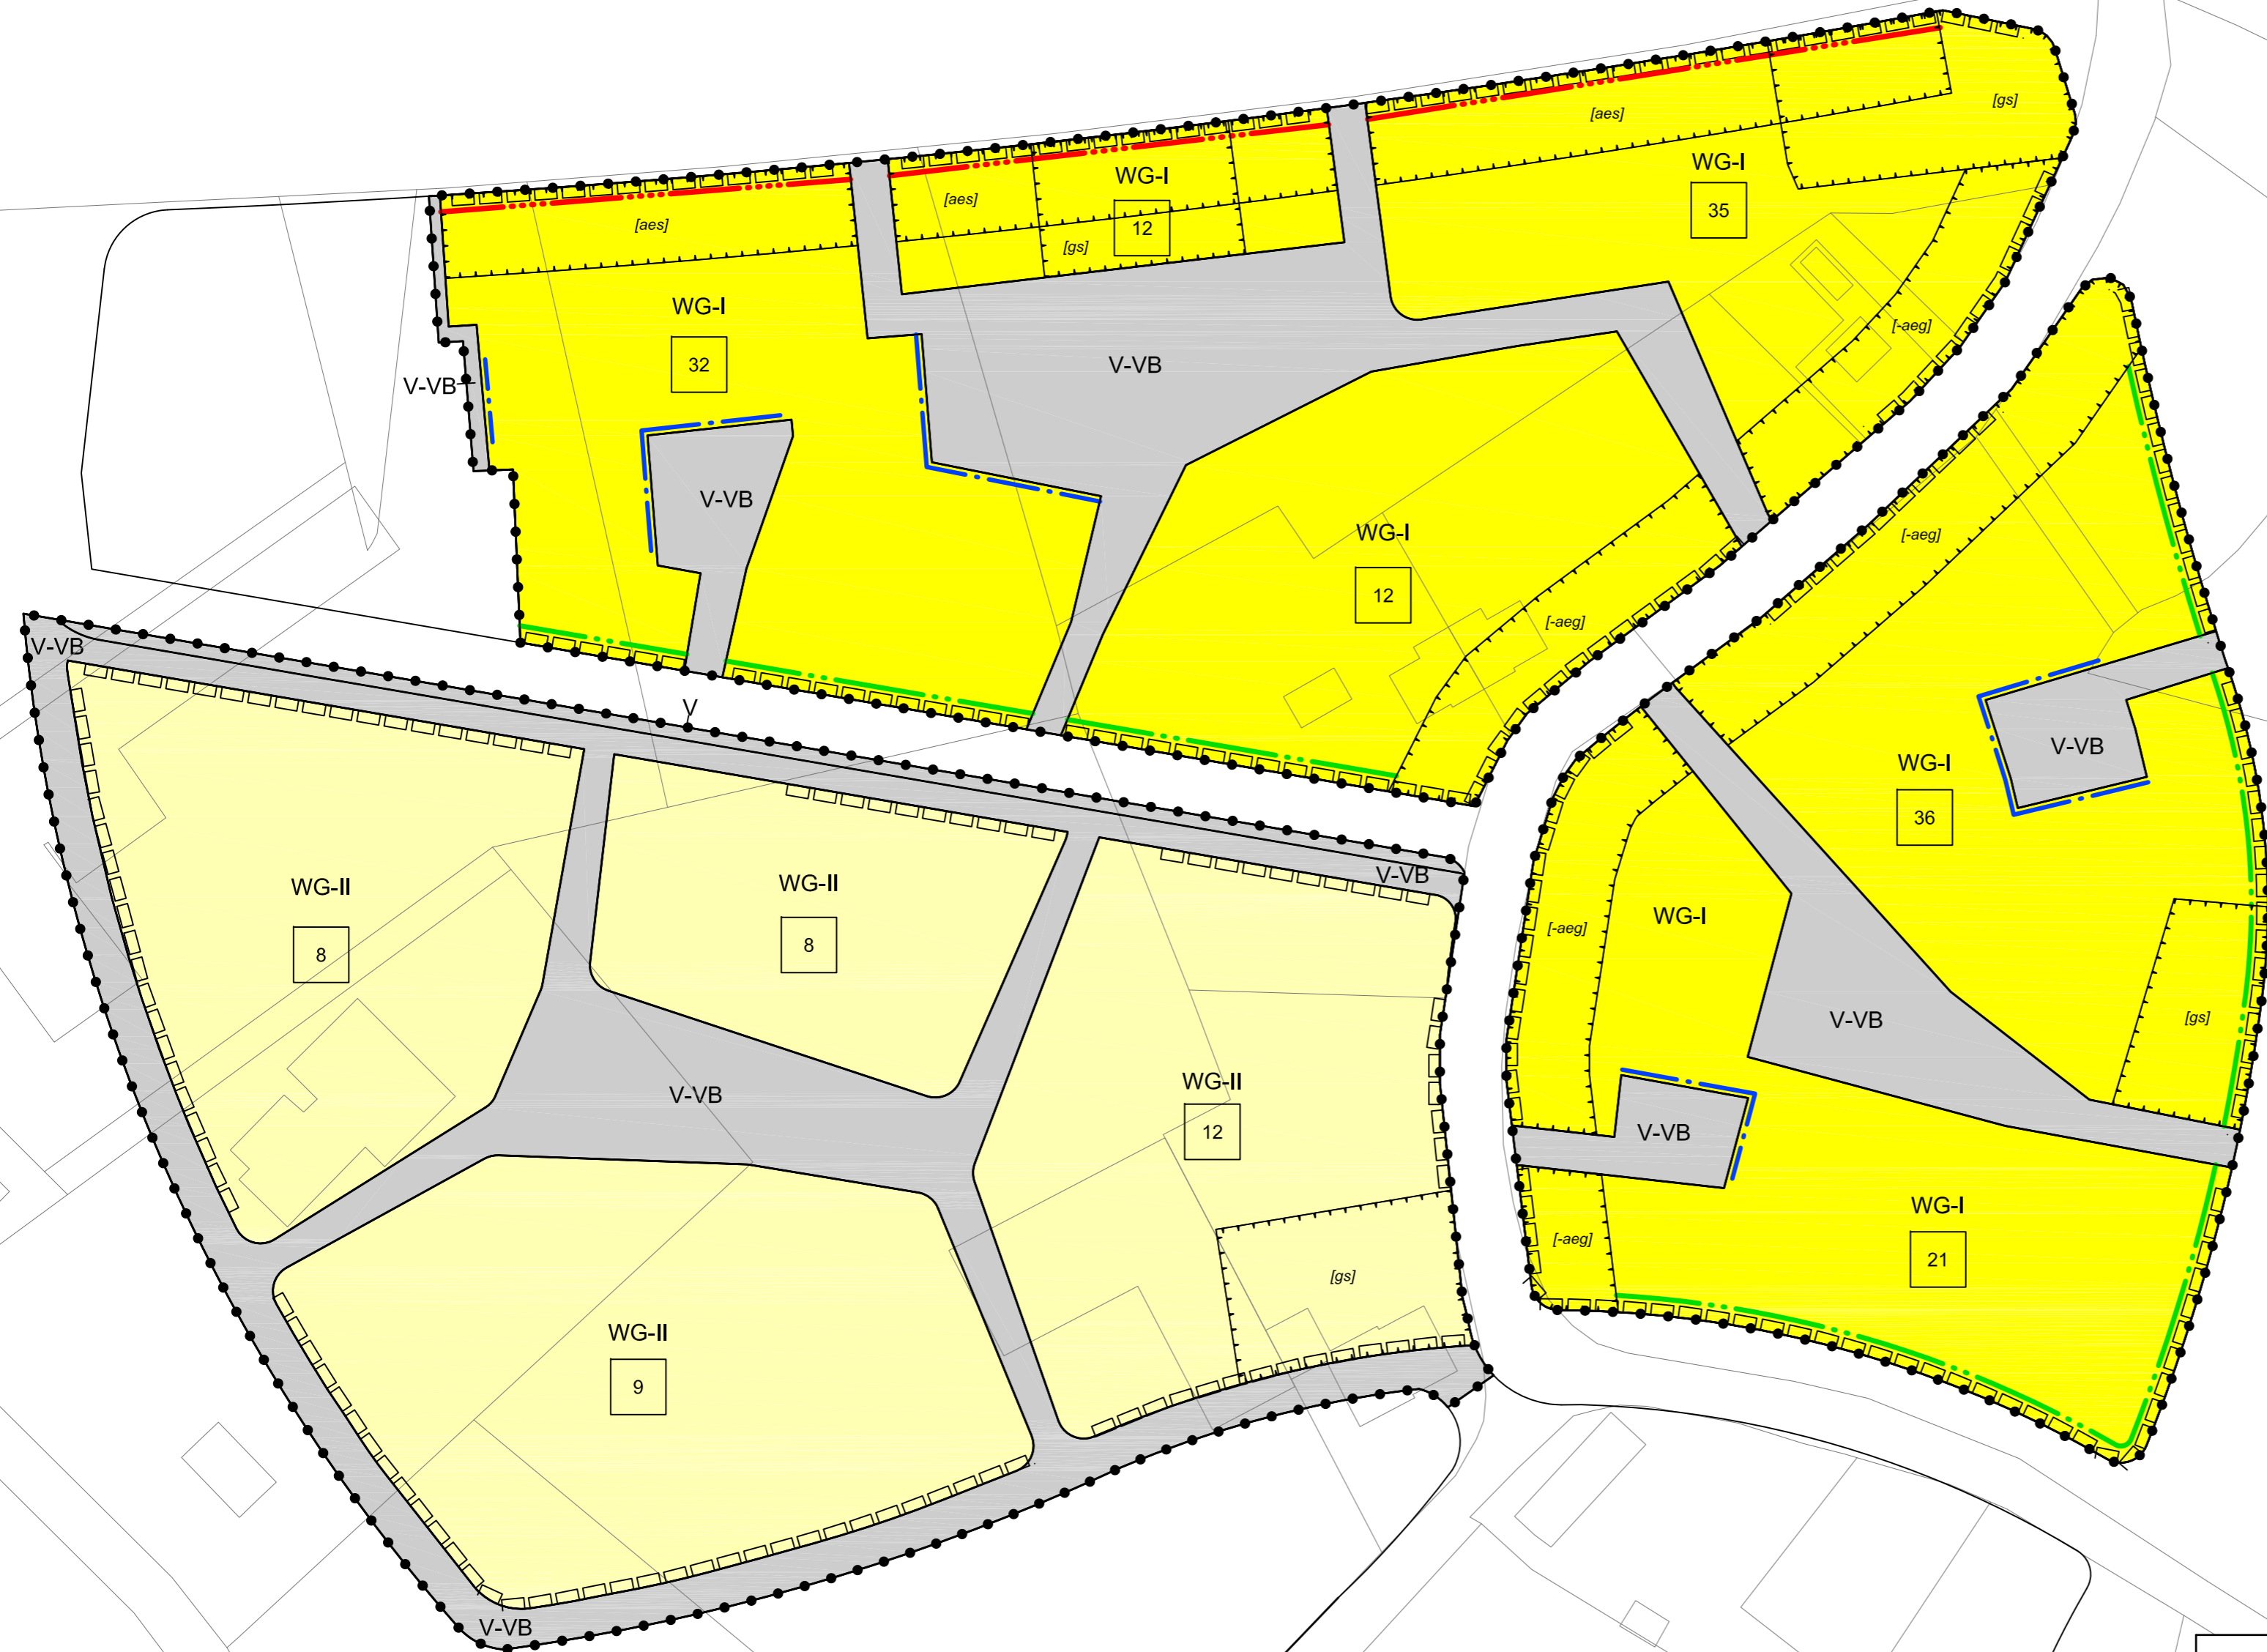 [gs]
[aes]
WG-I
35
WG-I
12
[aes]
[gs]
[aes]
WG-I
32
[-aeg]
V-VB
V-VB
V-VB
WG-I
12
[-aeg]
[-aeg]
V-VB
V
V-VB
WG-I
36
V-VB
WG-II
8
WG-II
8
WG-I
[-aeg]
V-VB
[gs]
WG-II
12
V-VB
V-VB
WG-I
21
[-aeg]
[gs]
WG-II
9
V-VB